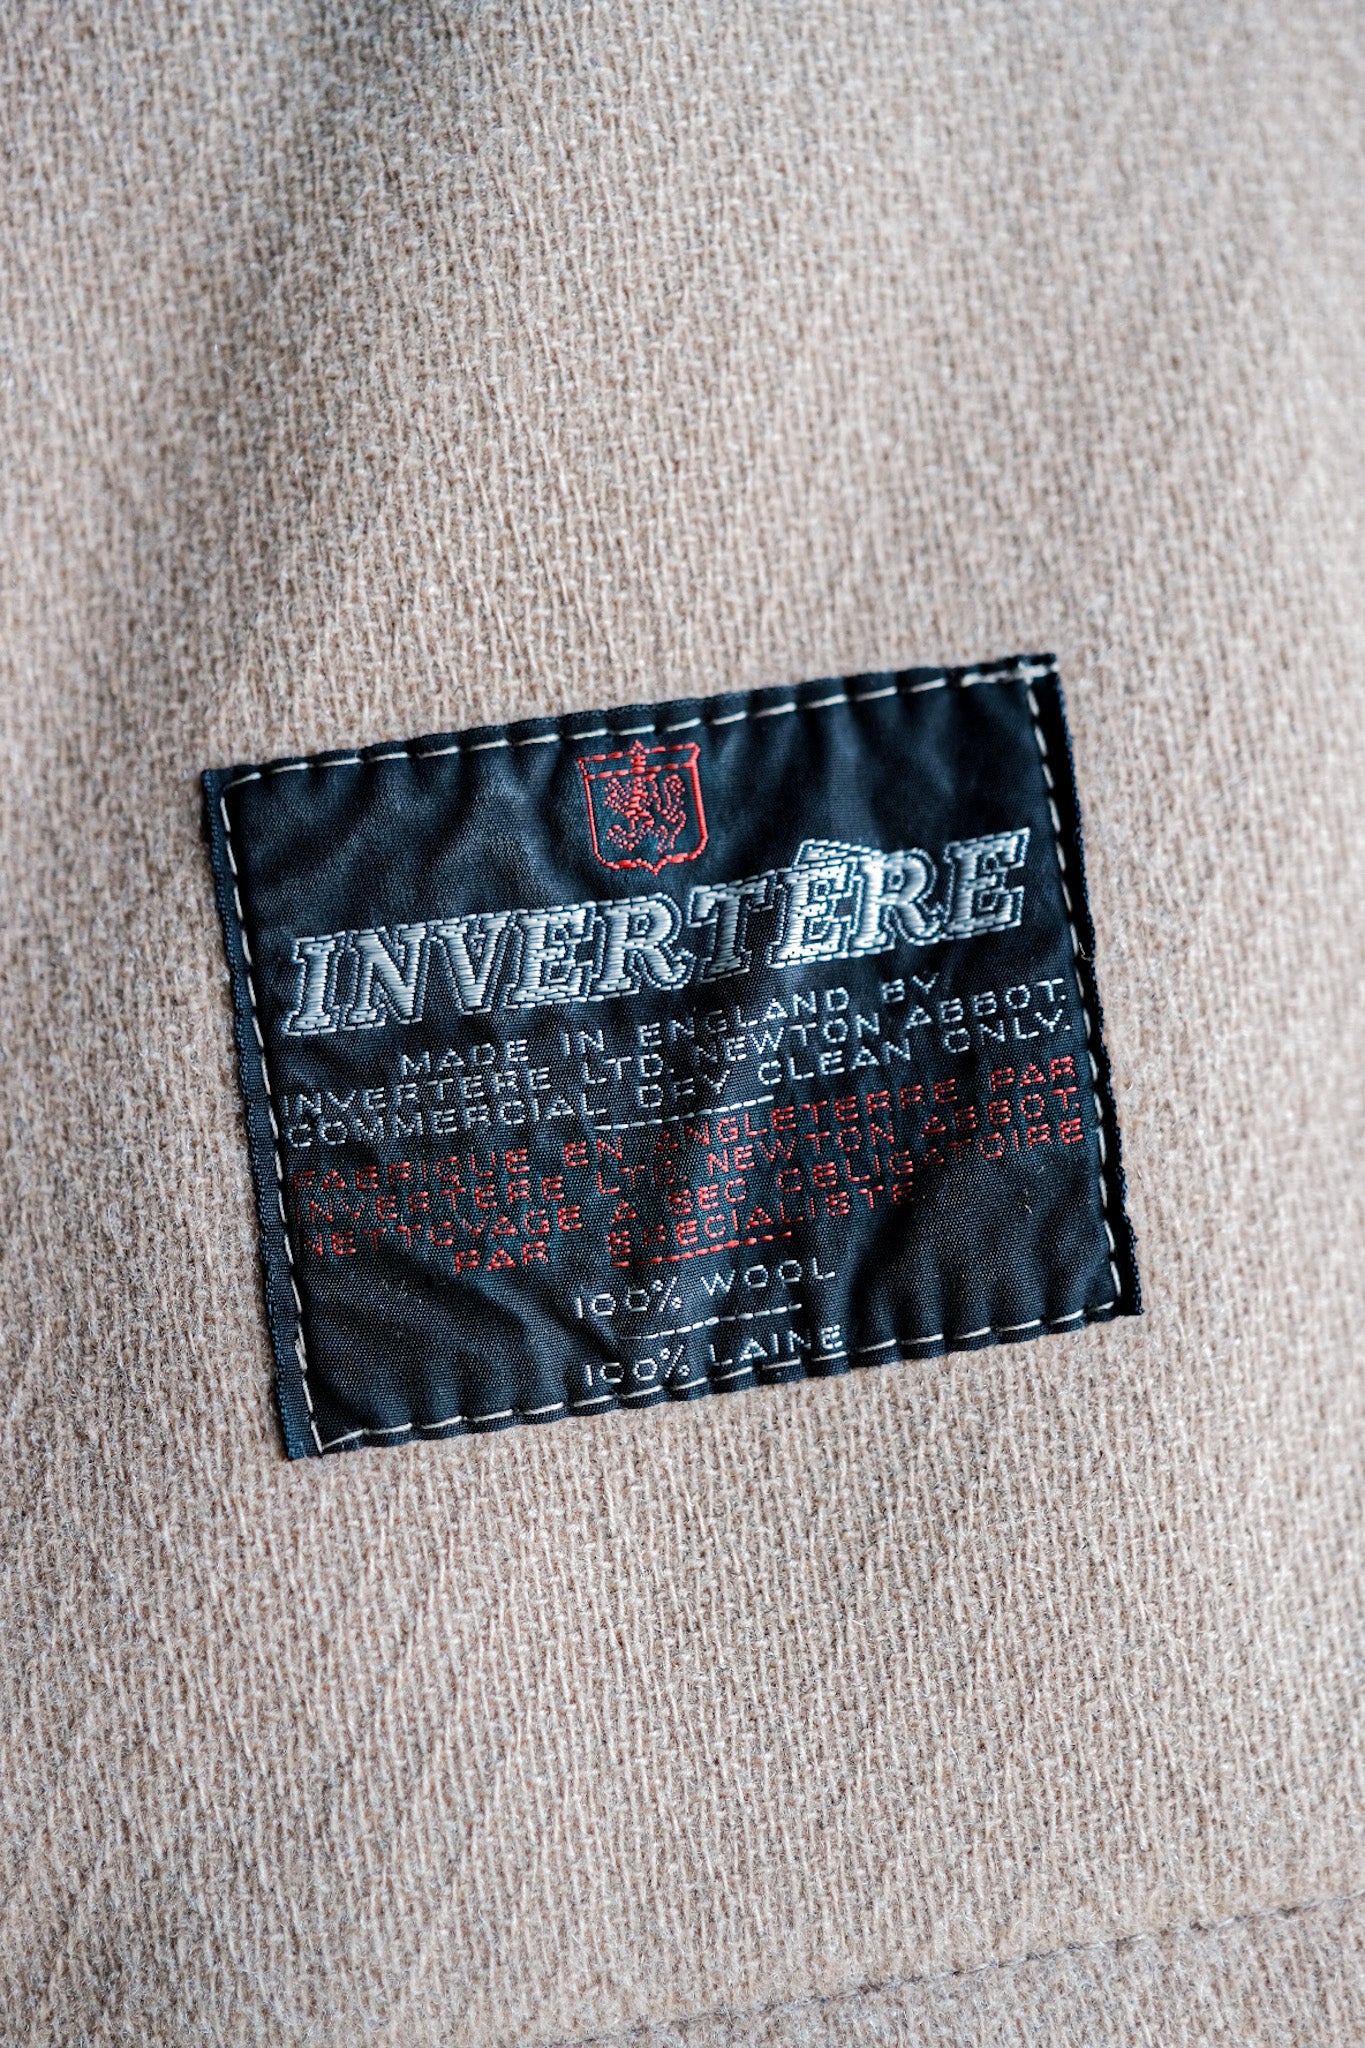 INVERTÈRE
MADE IN ENGLAND BY
INVERTERE LTD. NEWTON ABBOT.
COMMERCIAL DRY CLEAN ONLY.
FABRIQUE EN ANGLETERRE PAR
INVERTERE LTD. NEWTON ABBOT.
NETTOYAGE A SEC OBLIGATOIRE
PAR SPECIALISTE
100% WOOL
100% LAINE